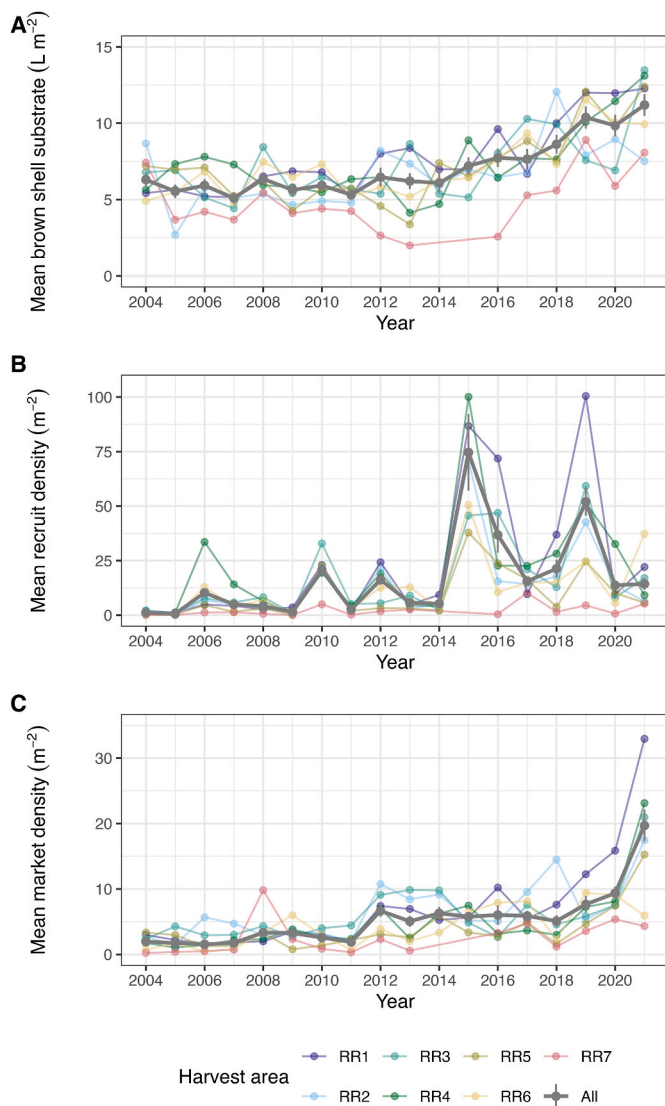 A
Mean brown shell substrate (L m⁻²)
15
10
5
0
2004 2006 2008 2010 2012 2014 2016 2018 2020
Year
B
Mean recruit density (m⁻²)
100
75
50
25
0
2004 2006 2008 2010 2012 2014 2016 2018 2020
Year
C
Mean market density (m⁻²)
30
20
10
0
2004 2006 2008 2010 2012 2014 2016 2018 2020
Year
Harvest area
RR1 RR3 RR5 RR7
RR2 RR4 RR6 All